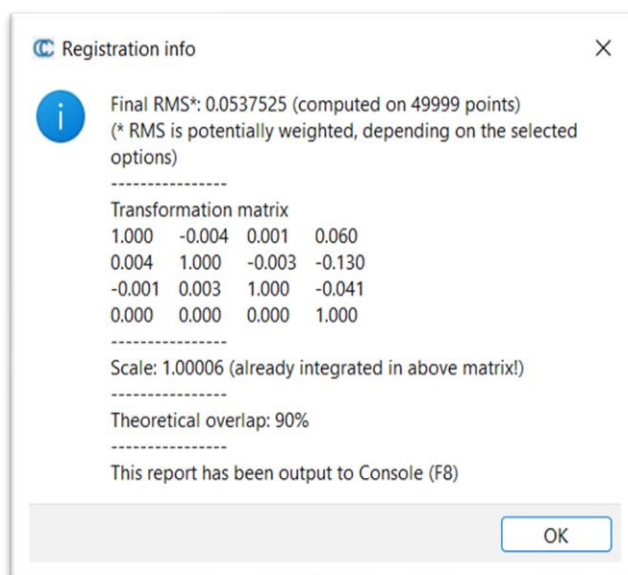 Registration info
Final RMS*: 0.0537525 (computed on 49999 points)
(* RMS is potentially weighted, depending on the selected
options)
----------------
Transformation matrix
1.000 -0.004 0.001 0.060
0.004 1.000 -0.003 -0.130
-0.001 0.003 1.000 -0.041
0.000 0.000 0.000 1.000
----------------
Scale: 1.00006 (already integrated in above matrix!)
----------------
Theoretical overlap: 90%
----------------
This report has been output to Console (F8)
OK